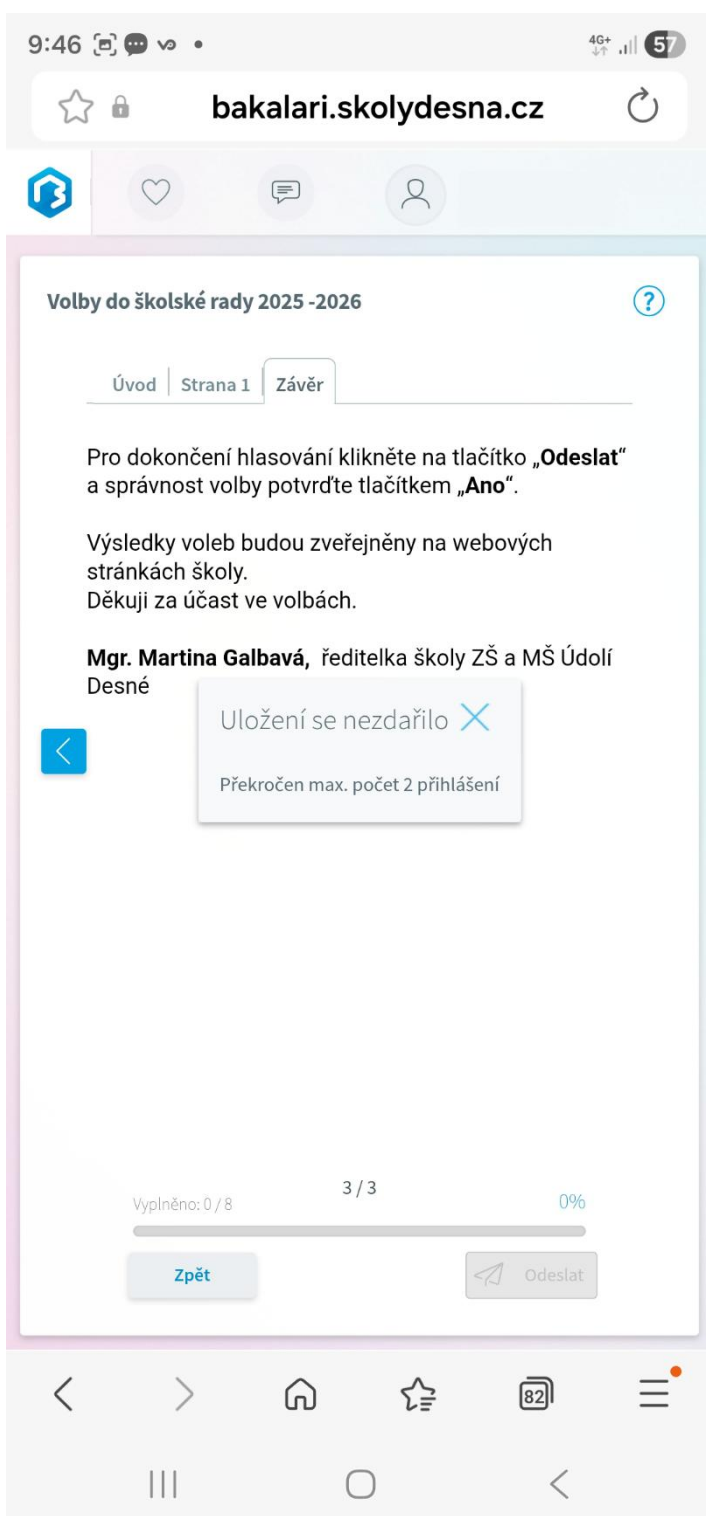 9:46
4G+
57
bakalari.skolydesna.cz
Volby do školské rady 2025 -2026
?
Úvod
Strana 1
Závěr
Pro dokončení hlasování klikněte na tlačítko „Odeslat“
a správnost volby potvrďte tlačítkem „Ano“.
Výsledky voleb budou zveřejněny na webových
stránkách školy.
Děkuji za účast ve volbách.
Mgr. Martina Galbavá, ředitelka školy ZŠ a MŠ Údolí
Desné
Uložení se nezdařilo
Překročen max. počet 2 přihlášení
3 / 3
Vyplněno: 0 / 8
0%
Zpět
Odeslat
82